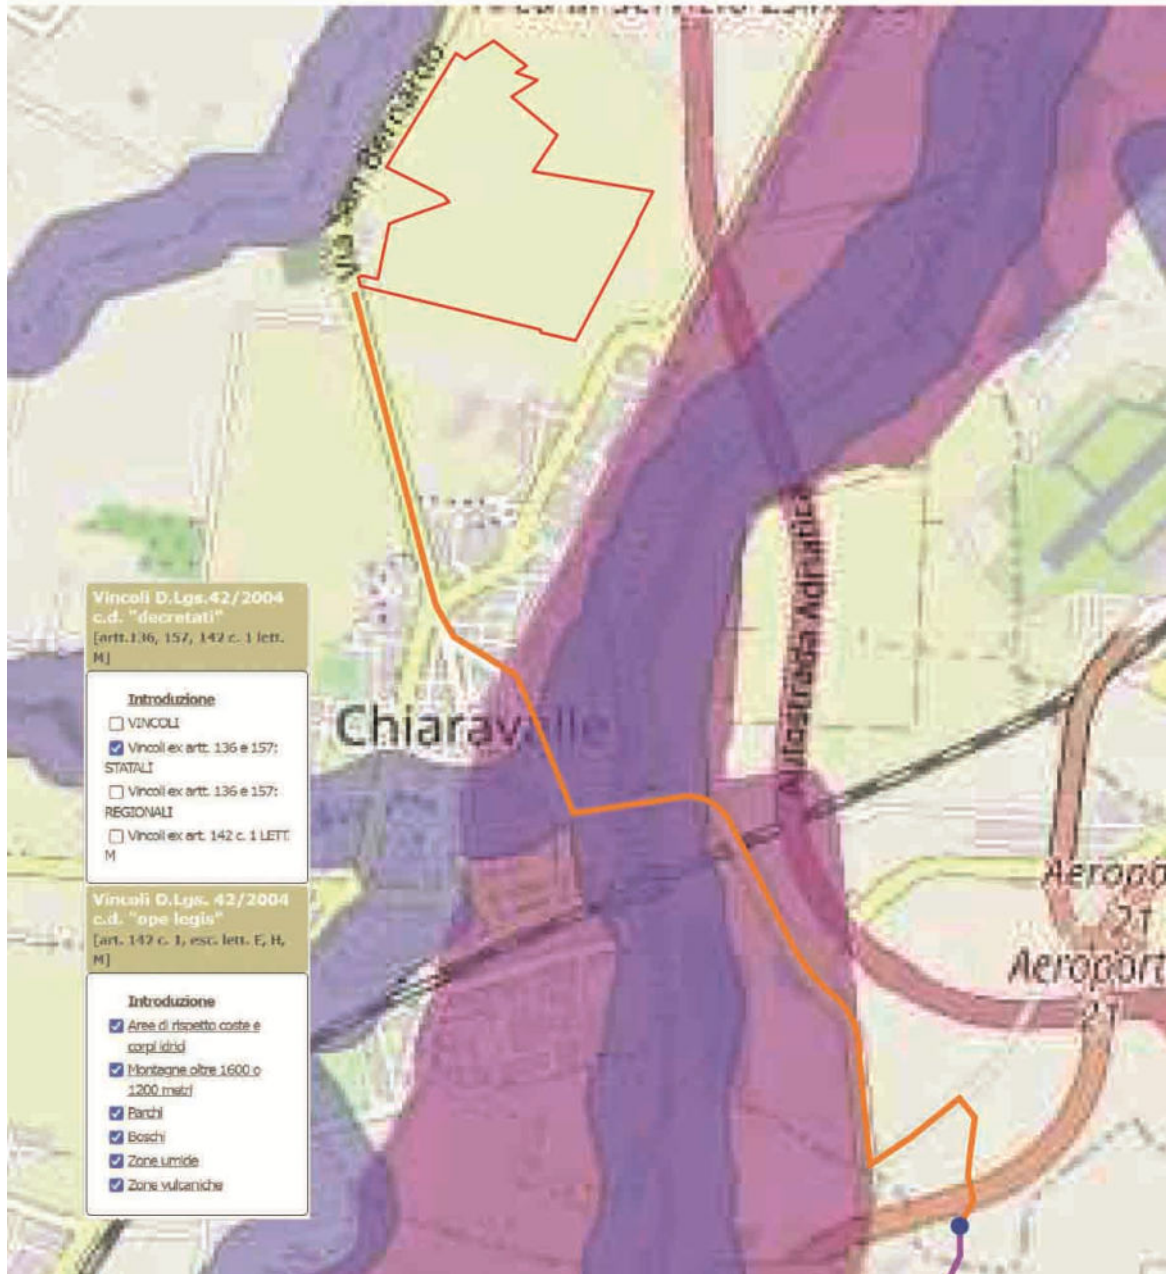 Via San Bernardo
Vincoli D.Lgs.42/2004
c.d. "decretati"
[artt.136, 157, 142 c. 1 lett.
M]
Introduzione
VINCOLI
Vincoli ex artt. 136 e 157:
STATALI
Vincoli ex artt. 136 e 157:
REGIONALI
Vincoli ex art. 142 c. 1 LETT.
M
Vincoli D.Lgs. 42/2004
c.d. "ope legis"
[art. 142 c. 1, esc. lett. E, H,
M]
Introduzione
Aree di rispetto coste e
corpi idrici
Montagne oltre 1600 o
1200 metri
Parchi
Boschi
Zone umide
Zone vulcaniche
Chiaravalle
Autostrada Adriatica
Aeropo
21
Aeroport
21